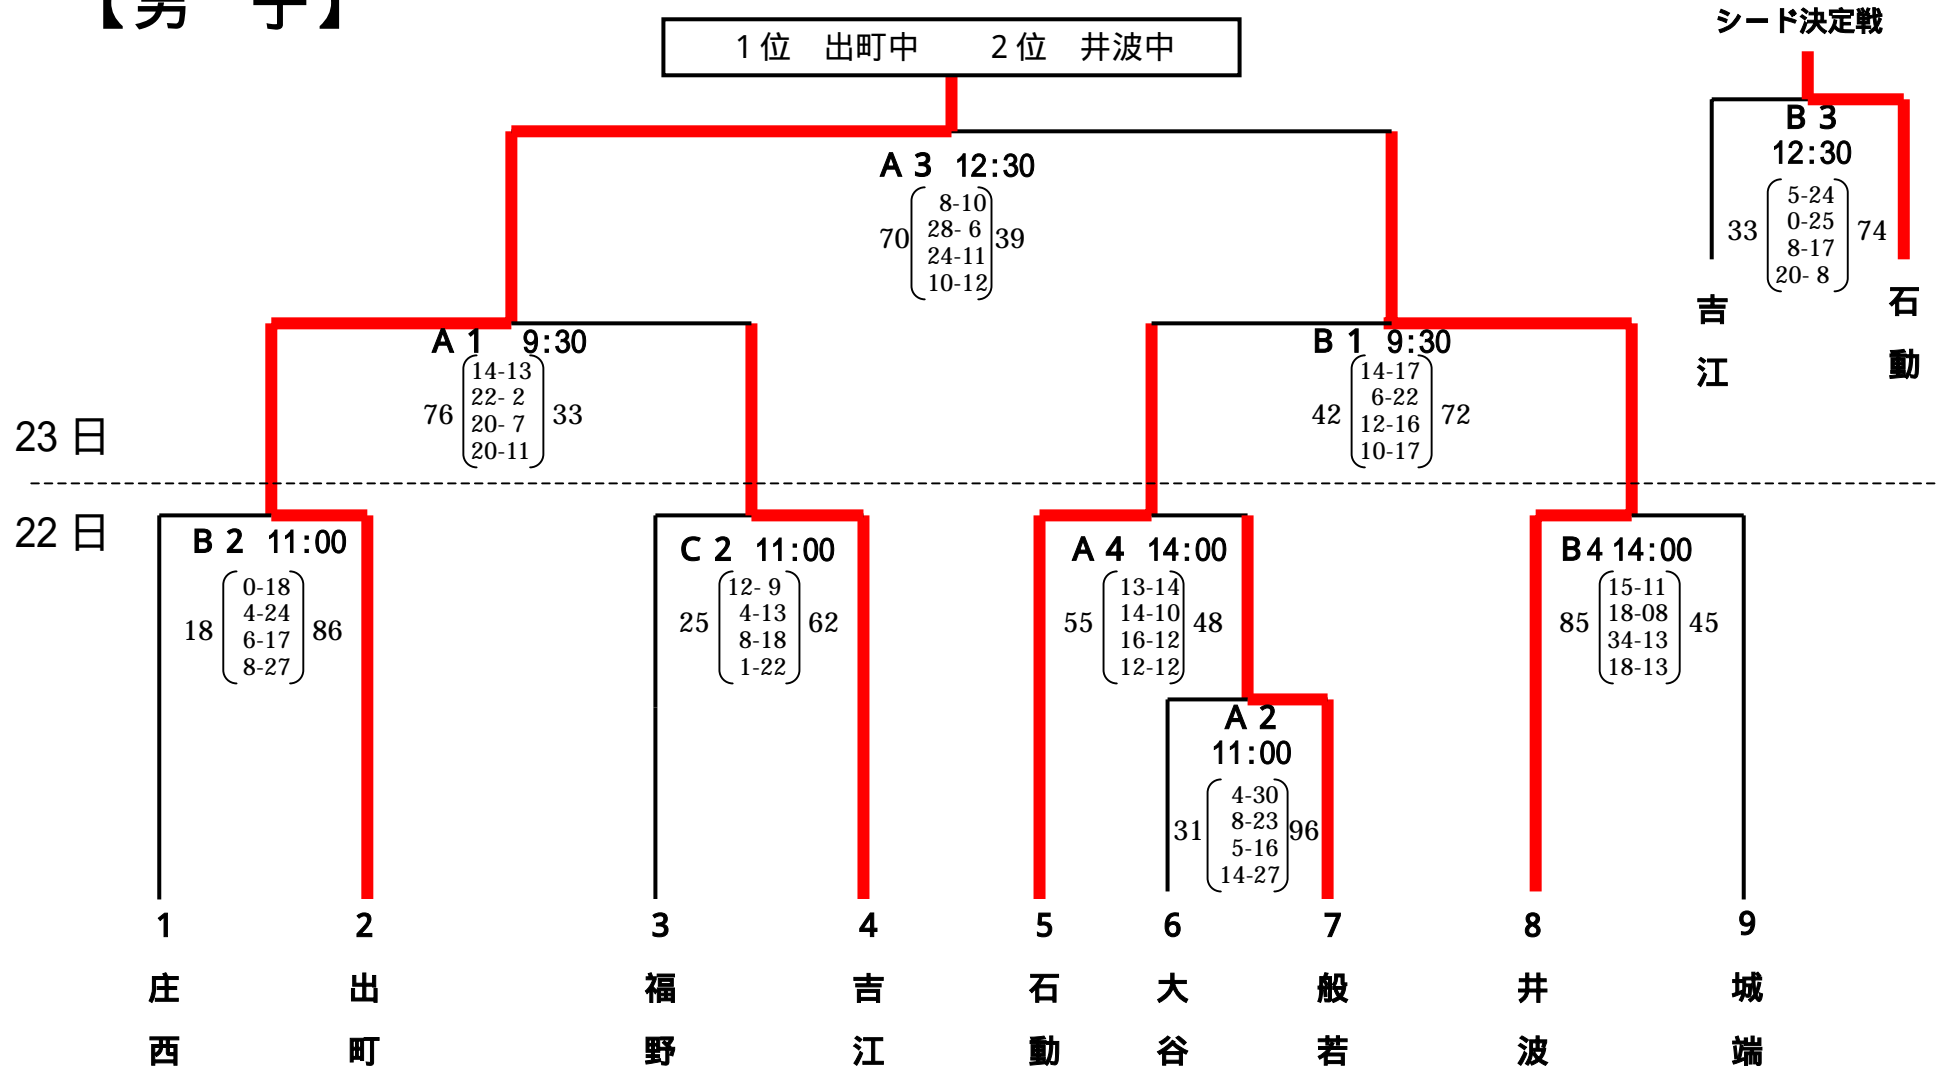 【男　子】
シード決定戦
１位　出町中　　２位　井波中
B 3
12:30
5-24
0-25
8-17
20- 8
33
74
吉江
石動
A 3 12:30
8-10
28- 6
24-11
10-12
70
39
A 1 9:30
14-13
22- 2
20- 7
20-11
76
33
B 1 9:30
14-17
6-22
12-16
10-17
42
72
23 日
22 日
B 2 11:00
0-18
4-24
6-17
8-27
18
86
C 2 11:00
12- 9
4-13
8-18
1-22
25
62
A 4 14:00
13-14
14-10
16-12
12-12
55
48
B 4 14:00
15-11
18-08
34-13
18-13
85
45
A 2
11:00
4-30
8-23
5-16
14-27
31
96
1 2 3 4 5 6 7 8 9
庄西
出町
福野
吉江
石動
大谷
般若
井波
城端